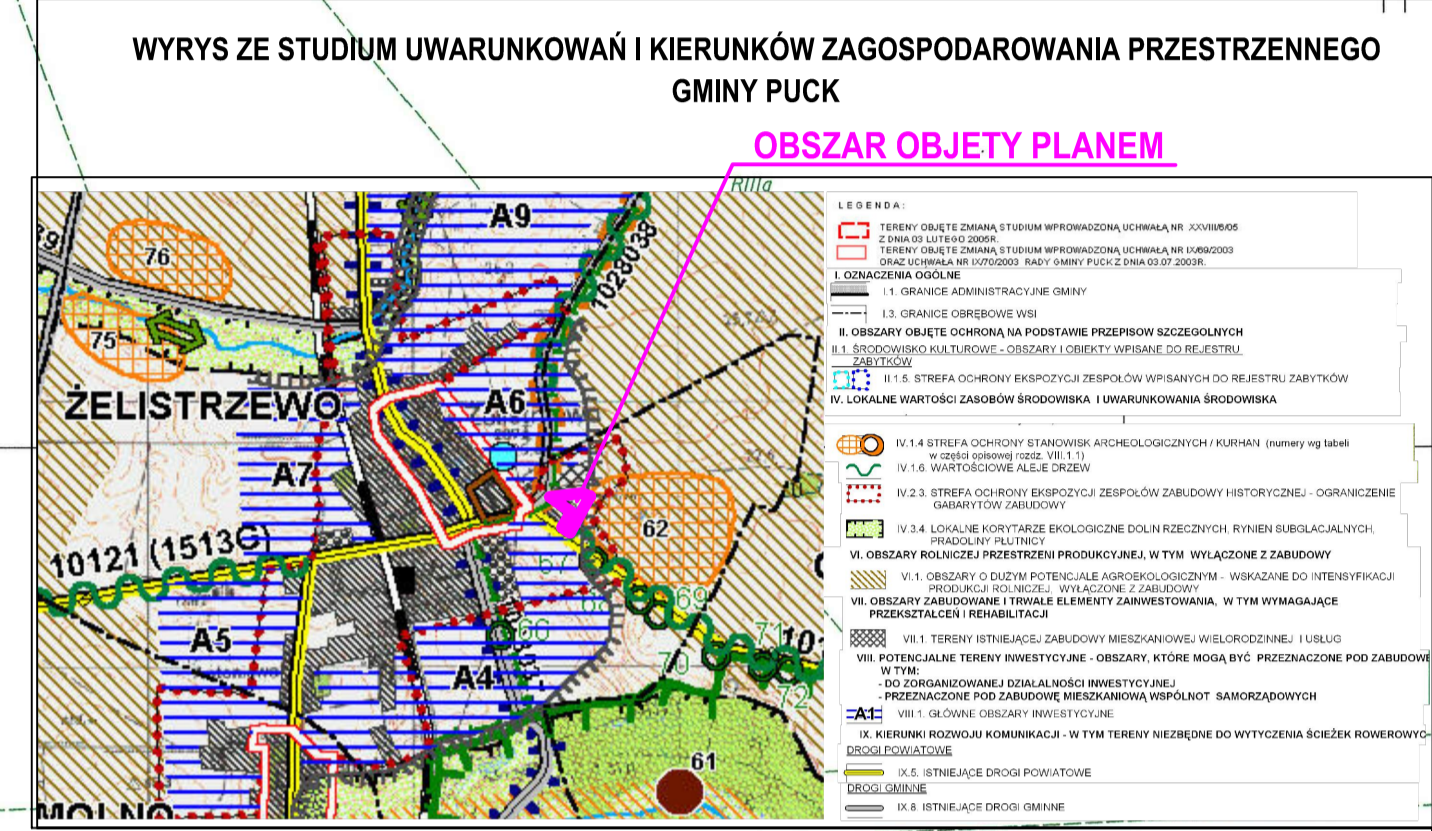 WYRYS ZE STUDIUM UWARUNKOWAŃ I KIERUNKÓW ZAGOSPODAROWANIA PRZESTRZENNEGO
GMINY PUCK
OBSZAR OBJETY PLANEM
RIIIa
A9
76
1028038
75
ŻELISTRZEWO
A6
A7
62
10121 (1513G)
67
68
69
60
A5
71
70
A4
72
61
MOLNO
LEGENDA:
TERENY OBJĘTE ZMIANĄ STUDIUM WPROWADZONĄ UCHWAŁĄ NR XXVIII/6/05
Z DNIA 03 LUTEGO 2005R.
TERENY OBJĘTE ZMIANĄ STUDIUM WPROWADZONĄ UCHWAŁĄ NR IX/69/2003
ORAZ UCHWAŁA NR IX/70/2003 RADY GMINY PUCK Z DNIA 03.07.2003R.
I. OZNACZENIA OGÓLNE
I.1. GRANICE ADMINISTRACYJNE GMINY
I.3. GRANICE OBRĘBOWE WSI
II. OBSZARY OBJĘTE OCHRONĄ NA PODSTAWIE PRZEPISOW SZCZEGOLNYCH
II.1. ŚRODOWISKO KULTUROWE - OBSZARY I OBIEKTY WPISANE DO REJESTRU
ZABYTKÓW
II.1.5. STREFA OCHRONY EKSPOZYCJI ZESPOŁÓW WPISANYCH DO REJESTRU ZABYTKÓW
IV. LOKALNE WARTOŚCI ZASOBÓW ŚRODOWISKA I UWARUNKOWANIA ŚRODOWISKA
IV.1.4 STREFA OCHRONY STANOWISK ARCHEOLOGICZNYCH / KURHAN (numery wg tabeli
w części opisowej rozdz. VIII.1.1)
IV.1.6. WARTOŚCIOWE ALEJE DRZEW
IV.2.3. STREFA OCHRONY EKSPOZYCJI ZESPOŁÓW ZABUDOWY HISTORYCZNEJ - OGRANICZENIE
GABARYTÓW ZABUDOWY
IV.3.4. LOKALNE KORYTARZE EKOLOGICZNE DOLIN RZECZNYCH, RYNIEN SUBGLACJALNYCH,
PRADOLINY PŁUTNICY
VI. OBSZARY ROLNICZEJ PRZESTRZENI PRODUKCYJNEJ, W TYM WYŁĄCZONE Z ZABUDOWY
VI.1. OBSZARY O DUŻYM POTENCJALE AGROEKOLOGICZNYM - WSKAZANE DO INTENSYFIKACJI
PRODUKCJI ROLNICZEJ, WYŁĄCZONE Z ZABUDOWY
VII. OBSZARY ZABUDOWANE I TRWAŁE ELEMENTY ZAINWESTOWANIA, W TYM WYMAGAJĄCE
PRZEKSZTAŁCEŃ I REHABILITACJI
VII.1. TERENY ISTNIEJĄCEJ ZABUDOWY MIESZKANIOWEJ WIELORODZINNEJ I USŁUG
VIII. POTENCJALNE TERENY INWESTYCYJNE - OBSZARY, KTÓRE MOGĄ BYĆ PRZEZNACZONE POD ZABUDOWE
W TYM:
- DO ZORGANIZOWANEJ DZIAŁALNOŚCI INWESTYCYJNEJ
- PRZEZNACZONE POD ZABUDOWĘ MIESZKANIOWĄ WSPÓLNOT SAMORZĄDOWYCH
A1 VIII.1. GŁÓWNE OBSZARY INWESTYCYJNE
IX. KIERUNKI ROZWOJU KOMUNIKACJI - W TYM TERENY NIEZBĘDNE DO WYTYCZENIA ŚCIEŻEK ROWEROWYC
DROGI POWIATOWE
IX.5. ISTNIEJĄCE DROGI POWIATOWE
DROGI GMINNE
IX.8. ISTNIEJĄCE DROGI GMINNE